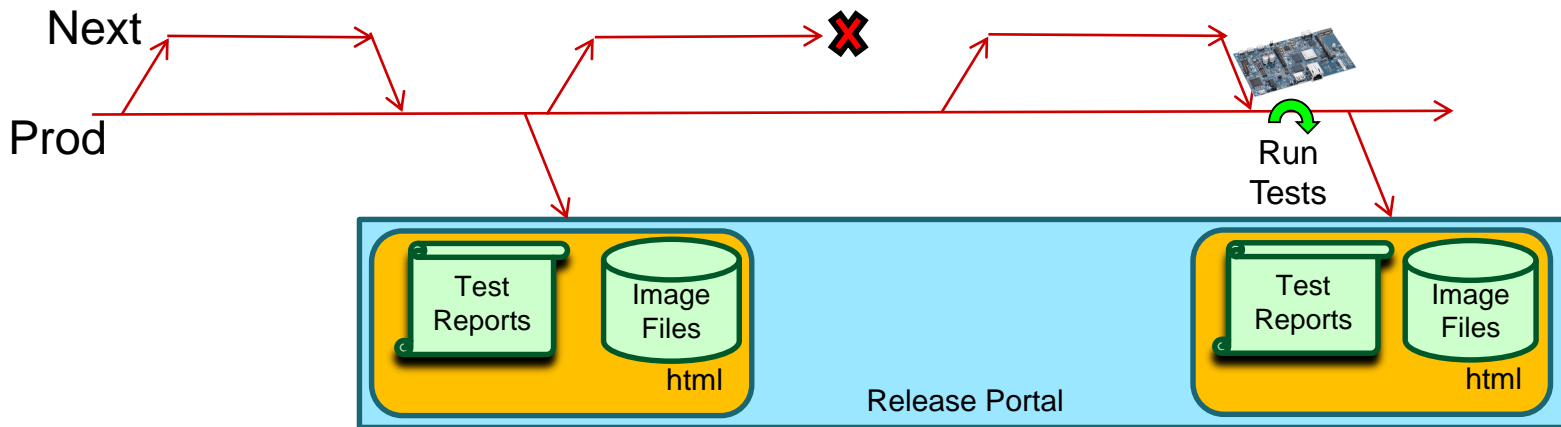 Next
Prod
Run
Tests
Test
Reports
Image
Files
html
Release Portal
Test
Reports
Image
Files
html